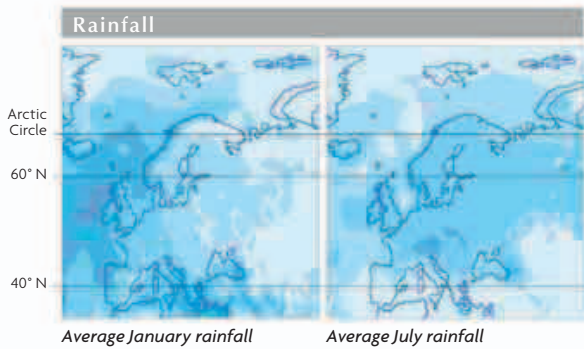 Rainfall
Arctic
Circle
60° N
40° N
Average January rainfall
Average July rainfall